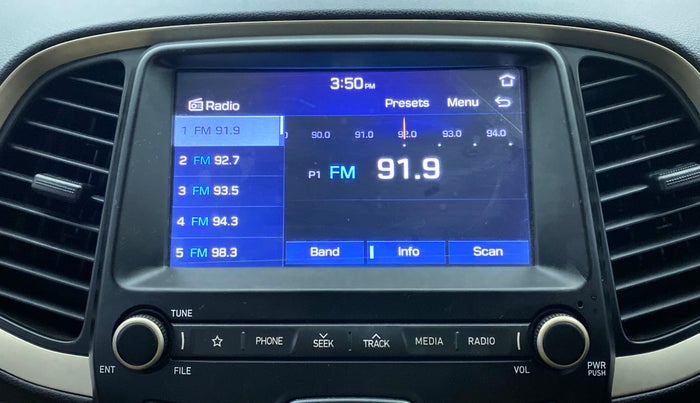 3:50 PM
Radio
Presets Menu
1 FM 91.9
90.0 91.0 92.0 93.0 94.0
2 FM 92.7
P1 FM 91.9
3 FM 93.5
4 FM 94.3
5 FM 98.3
Band Info Scan
TUNE
PHONE SEEK TRACK MEDIA RADIO
ENT FILE VOL PWR
PUSH